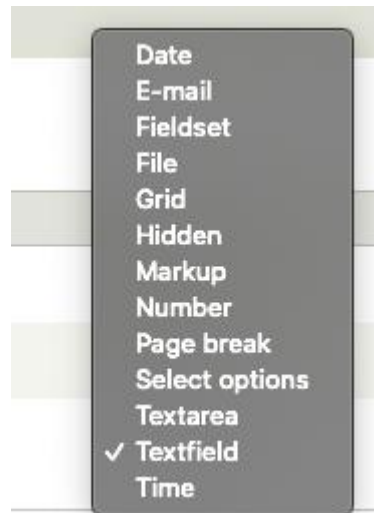 Date
E-mail
Fieldset
File
Grid
Hidden
Markup
Number
Page break
Select options
Textarea
✓ Textfield
Time